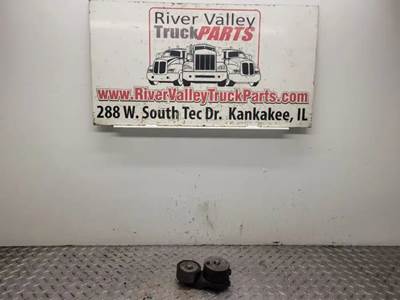 River Valley
TruckPARTS
www.RiverValleyTruckParts.com
288 W. South Tec Dr. Kankakee, IL